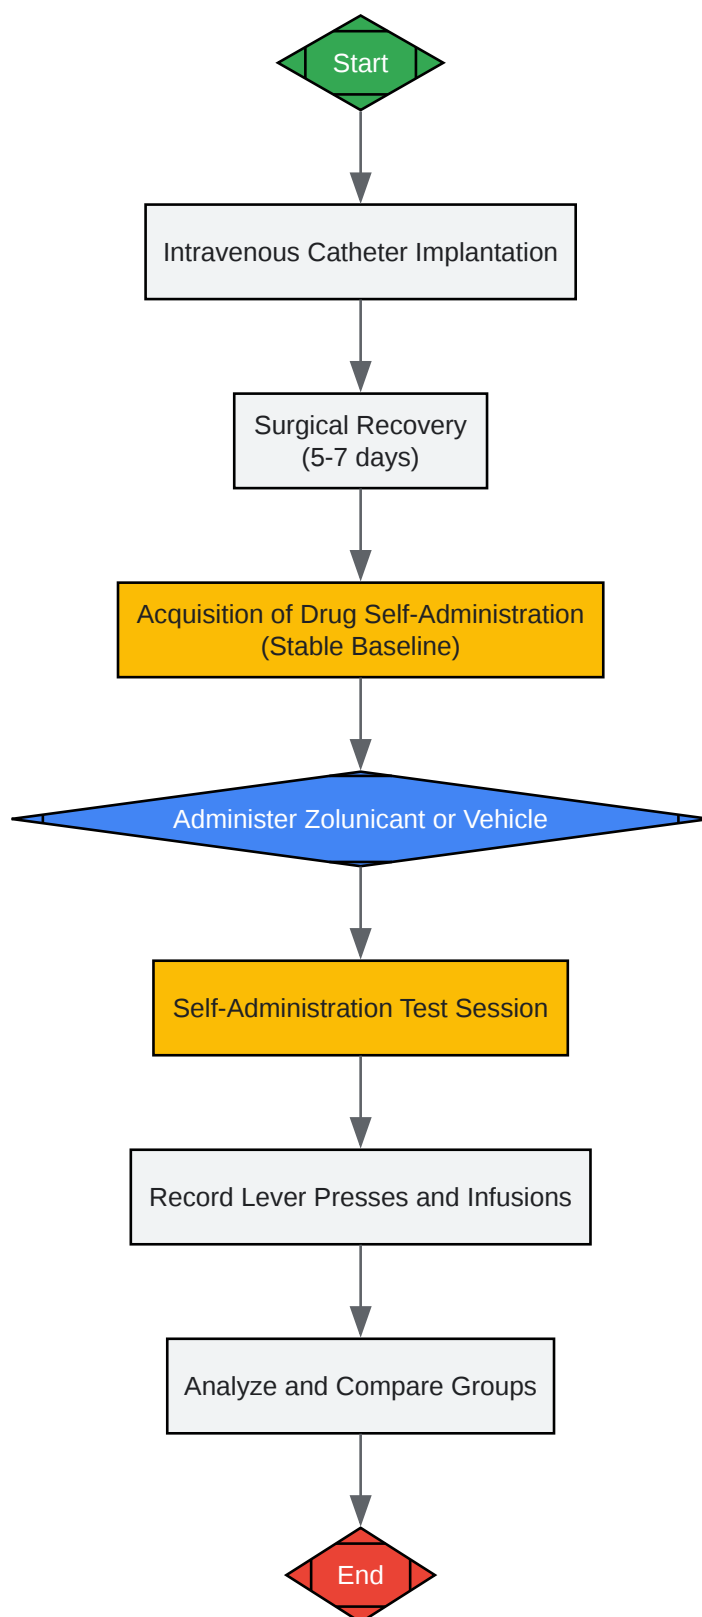 Start
Intravenous Catheter Implantation
Surgical Recovery
(5-7 days)
Acquisition of Drug Self-Administration
(Stable Baseline)
Administer Zolunicant or Vehicle
Self-Administration Test Session
Record Lever Presses and Infusions
Analyze and Compare Groups
End